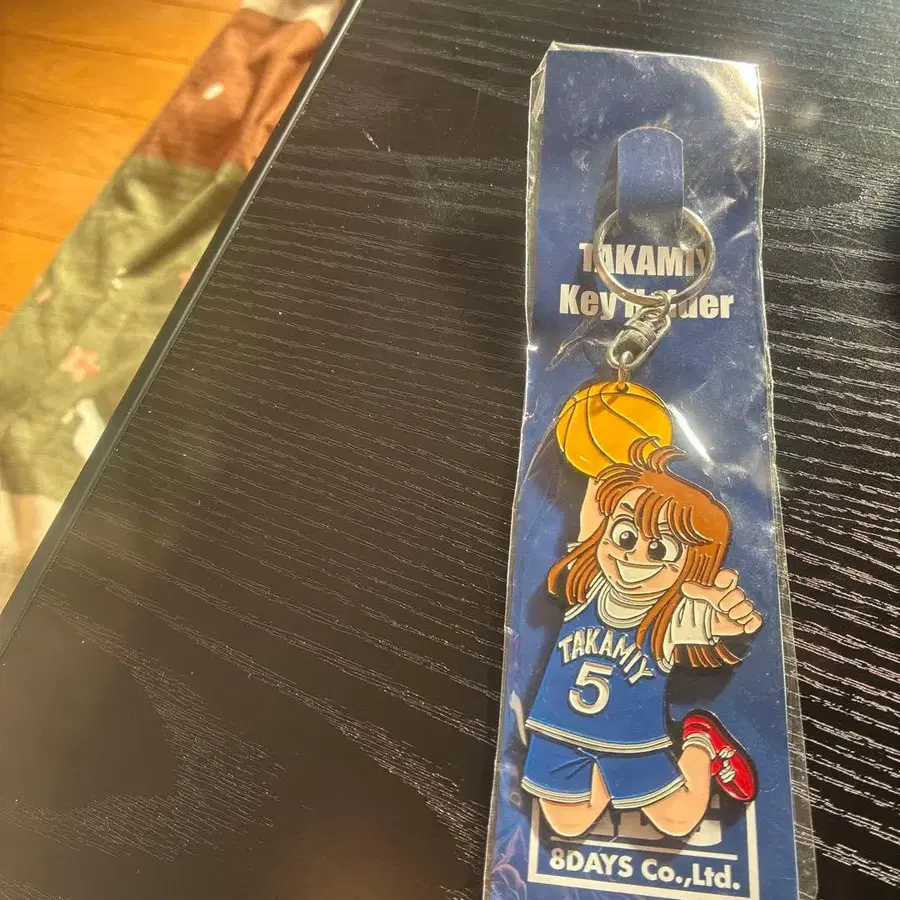 TAKAMIY
Key Holder
TAKAMIY
5
8DAYS Co.,Ltd.